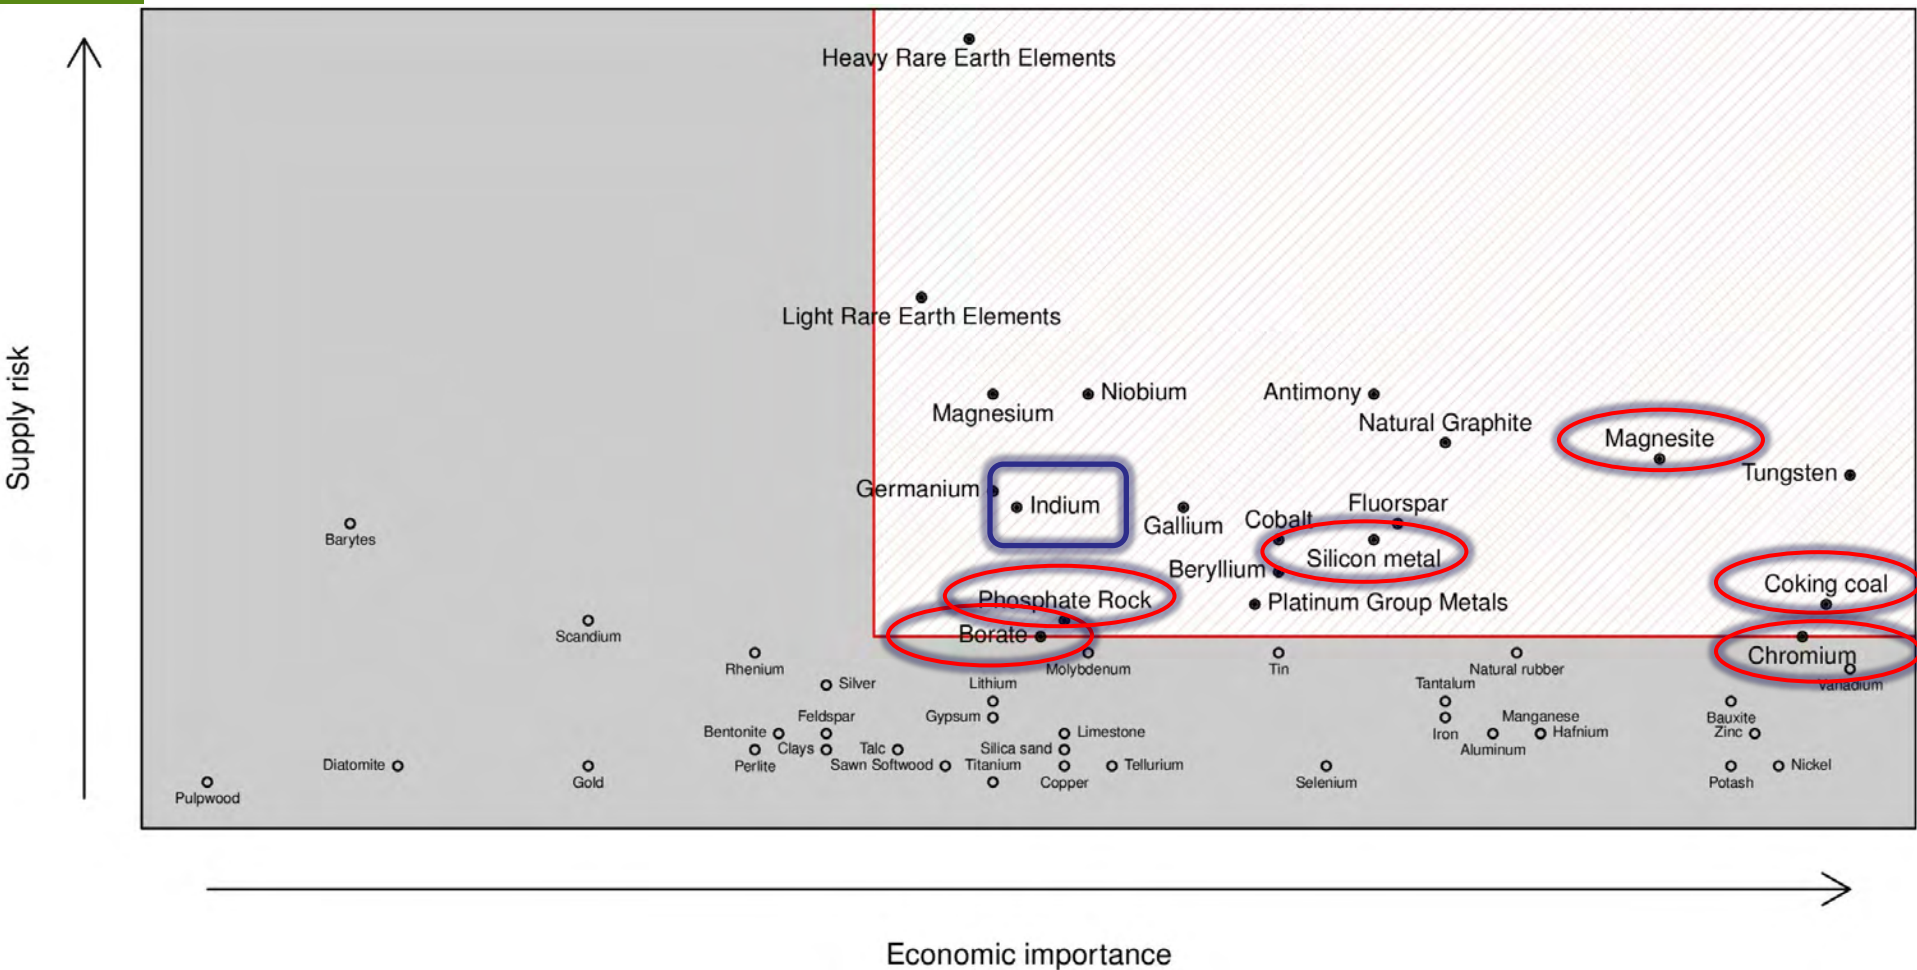 Heavy Rare Earth Elements
Light Rare Earth Elements
Supply risk
Niobium
Antimony
Magnesium
Natural Graphite
Magnesite
Tungsten
Germanium
Indium
Fluorspar
Gallium
Cobalt
Barytes
Silicon metal
Beryllium
Coking coal
Phosphate Rock
Platinum Group Metals
Scandium
Borate
Chromium
Rhenium
Molybdenum
Tin
Natural rubber
Silver
Lithium
Tantalum
Vanadium
Feldspar
Gypsum
Manganese
Bauxite
Bentonite
Limestone
Iron
Hafnium
Zinc
Clays
Talc
Silica sand
Aluminum
Diatomite
Perlite
Sawn Softwood
Titanium
Tellurium
Nickel
Gold
Copper
Selenium
Potash
Pulpwood
Economic importance